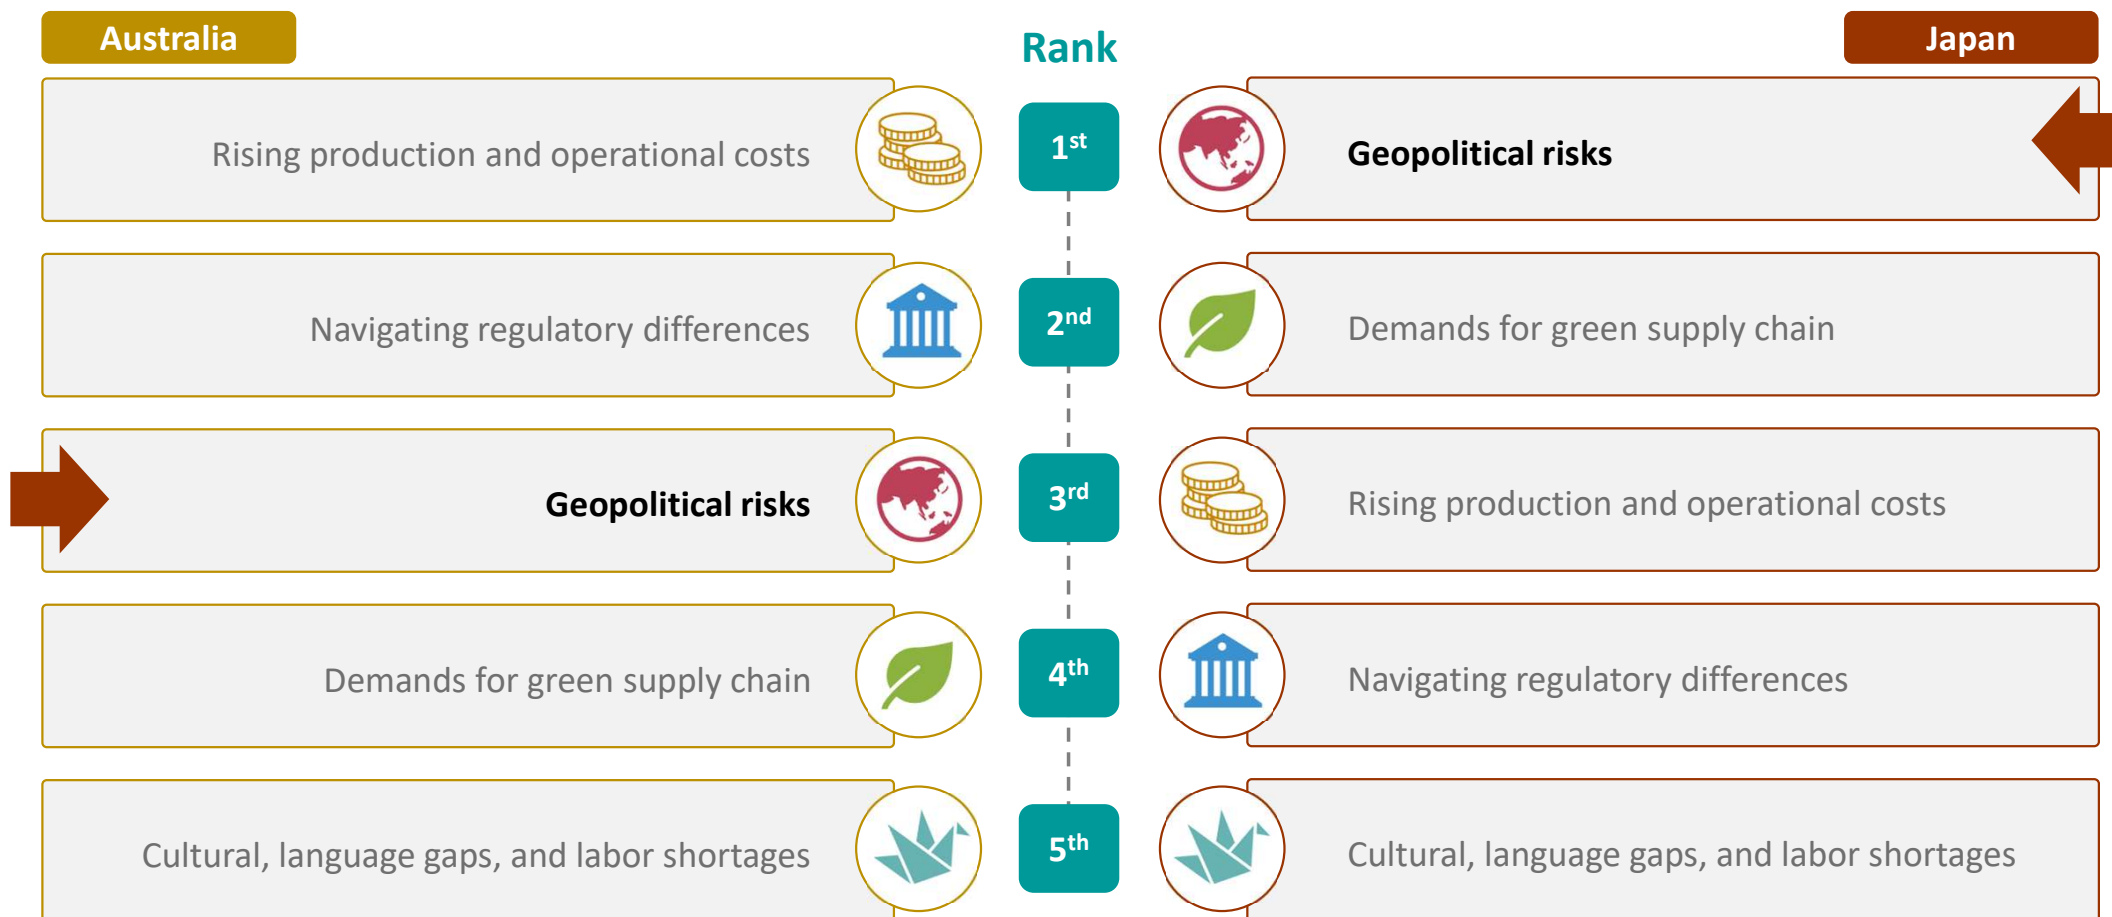 Australia
Rank
Japan
Rising production and operational costs
1st
Geopolitical risks
Navigating regulatory differences
2nd
Demands for green supply chain
Geopolitical risks
3rd
Rising production and operational costs
Demands for green supply chain
4th
Navigating regulatory differences
Cultural, language gaps, and labor shortages
5th
Cultural, language gaps, and labor shortages